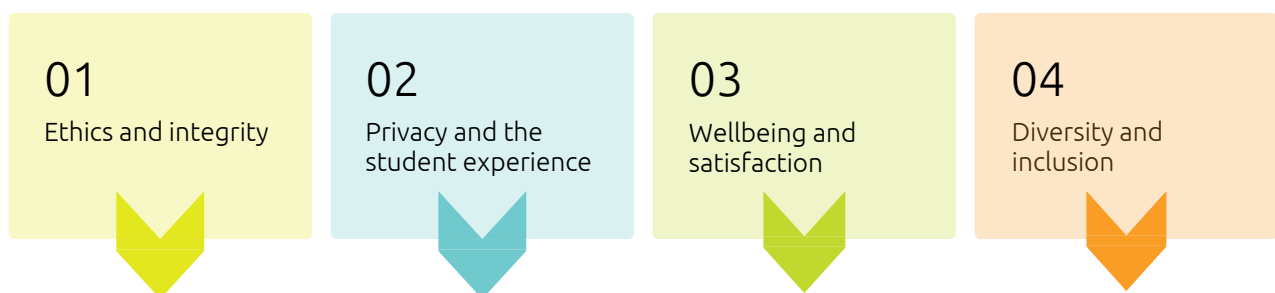 01
Ethics and integrity
02
Privacy and the
student experience
03
Wellbeing and
satisfaction
04
Diversity and
inclusion